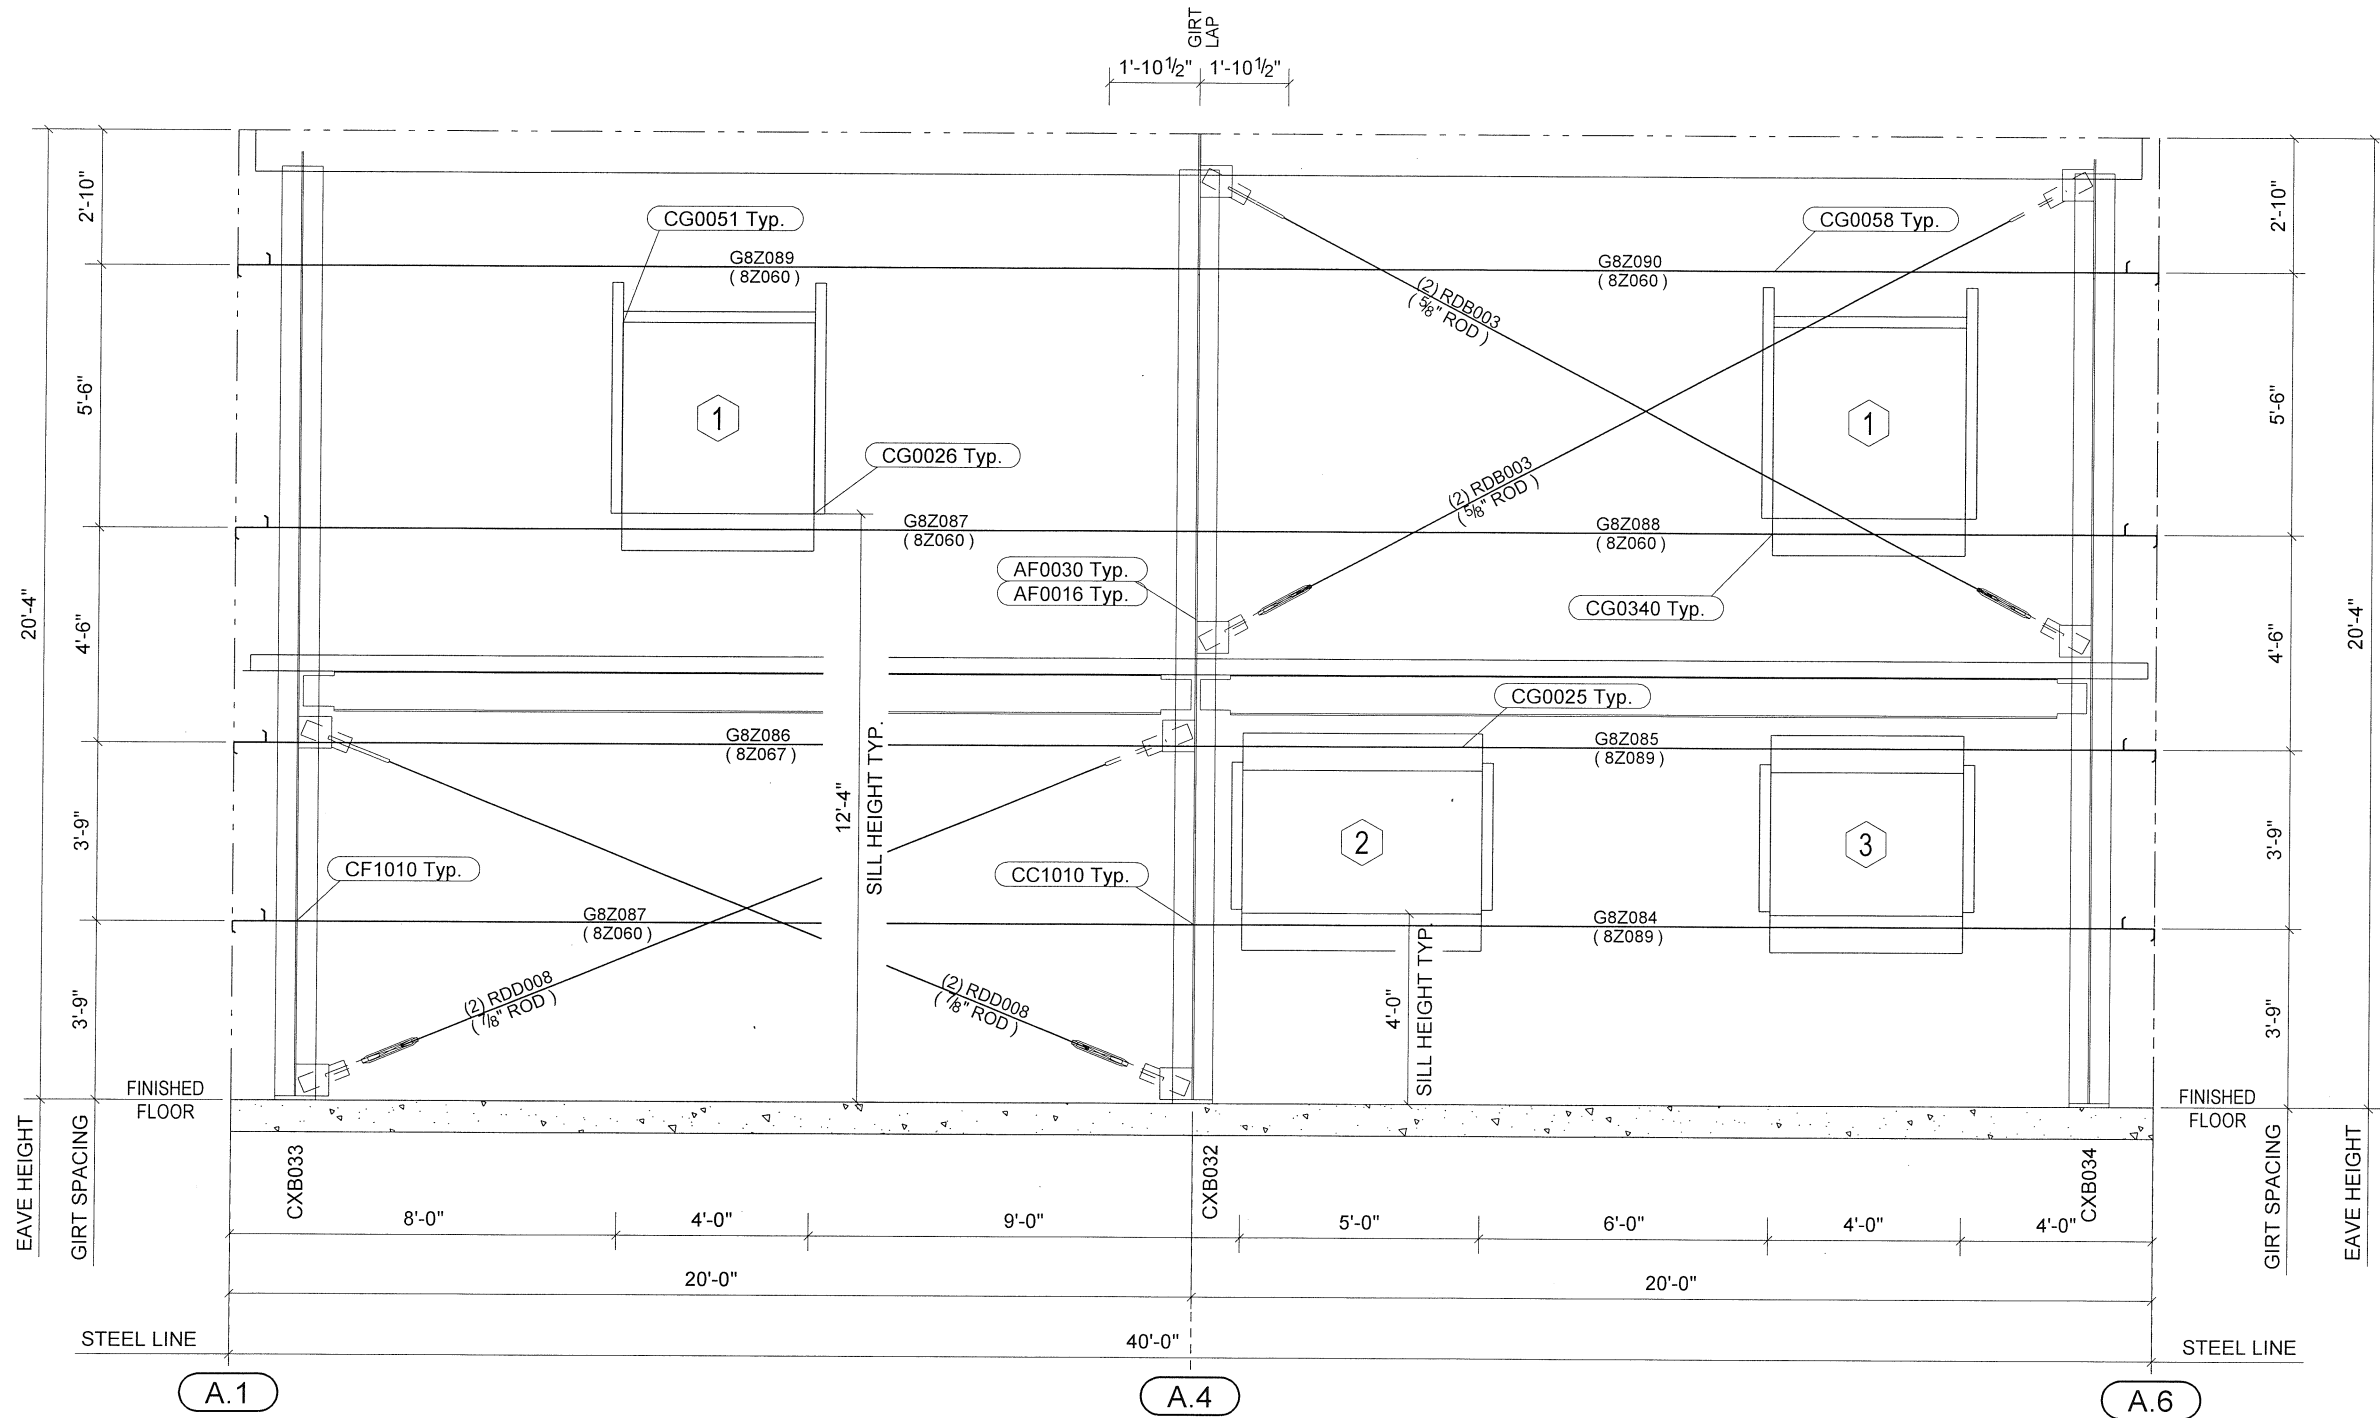 GIRT
LAP
1'-10 1/2" 1'-10 1/2"
2'-10"
5'-6"
4'-6"
3'-9"
3'-9"
20'-4"
CG0051 Typ.
CG0058 Typ.
2'-10"
5'-6"
4'-6"
3'-9"
3'-9"
20'-4"
G8Z089
( 8Z060 )
G8Z090
( 8Z060 )
(2) RDB003
( 5/8" ROD )
1
1
CG0026 Typ.
(2) RDB003
( 5/8" ROD )
G8Z087
( 8Z060 )
G8Z088
( 8Z060 )
AF0030 Typ.
AF0016 Typ.
CG0340 Typ.
CG0025 Typ.
G8Z086
( 8Z067 )
G8Z085
( 8Z089 )
12'-4"
SILL HEIGHT TYP.
2
3
CF1010 Typ.
CC1010 Typ.
G8Z087
( 8Z060 )
G8Z084
( 8Z089 )
(2) RDD008
( 7/8" ROD )
(2) RDD008
( 7/8" ROD )
4'-0"
SILL HEIGHT TYP.
FINISHED
FLOOR
FINISHED
FLOOR
EAVE HEIGHT
GIRT SPACING
CXB033
CXB032
CXB034
GIRT SPACING
EAVE HEIGHT
8'-0" 4'-0" 9'-0" 5'-0" 6'-0" 4'-0" 4'-0"
20'-0" 20'-0"
STEEL LINE 40'-0" STEEL LINE
A.1 A.4 A.6